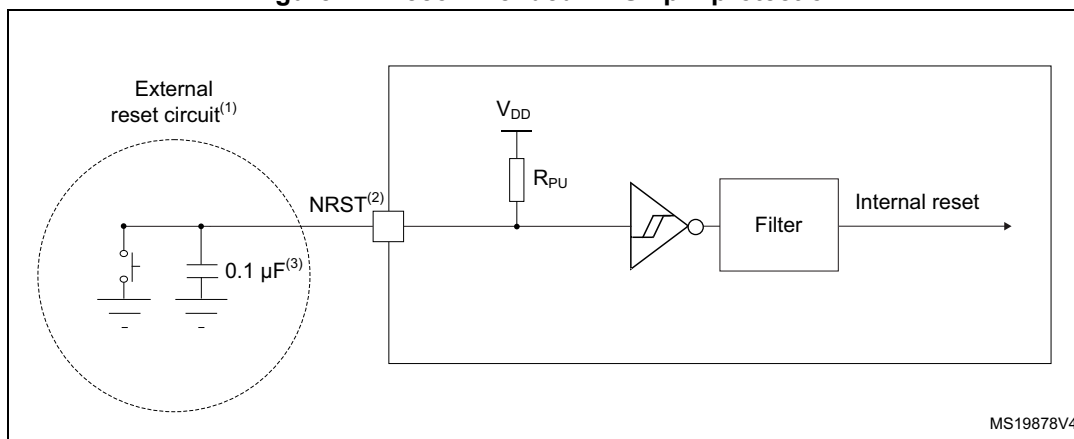 External
reset circuit(1)
VDD
RPU
NRST(2)
Internal reset
Filter
0.1 μF(3)
MS19878V4